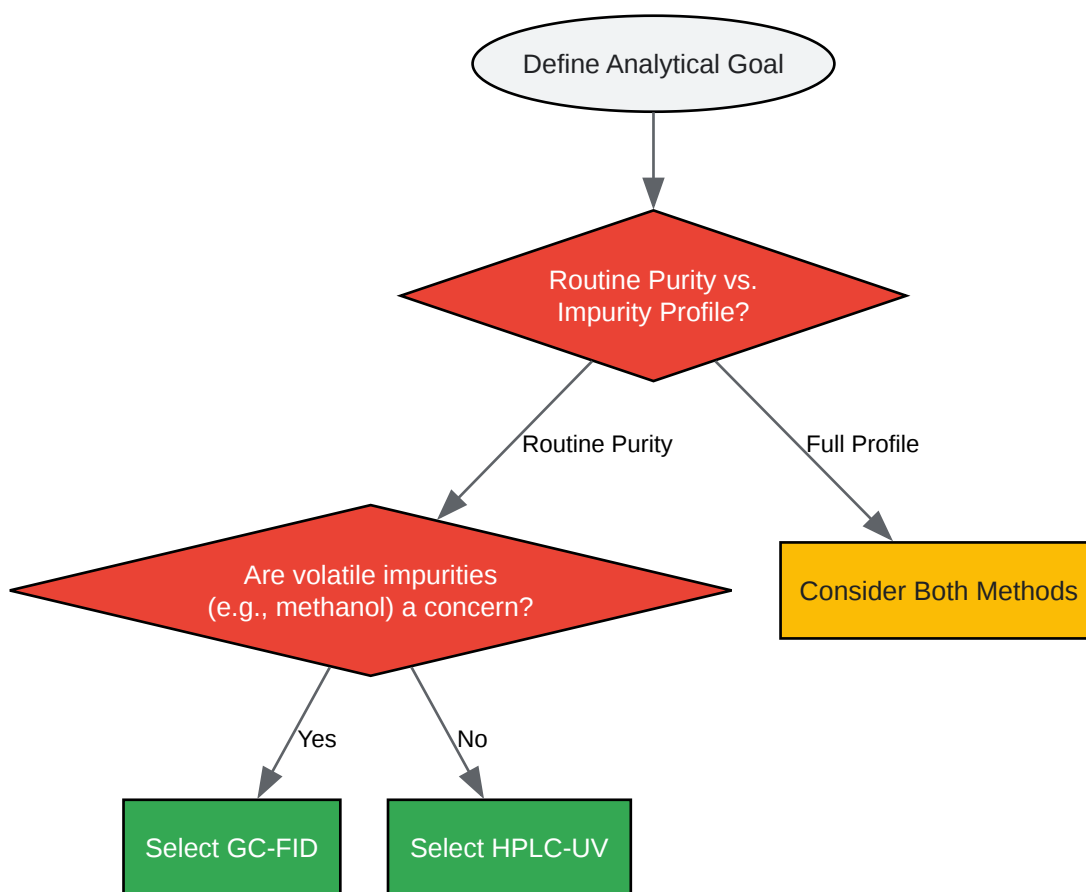 Define Analytical Goal
Routine Purity vs.
Impurity Profile?
Routine Purity
Full Profile
Are volatile impurities
(e.g., methanol) a concern?
Consider Both Methods
Yes
No
Select GC-FID
Select HPLC-UV